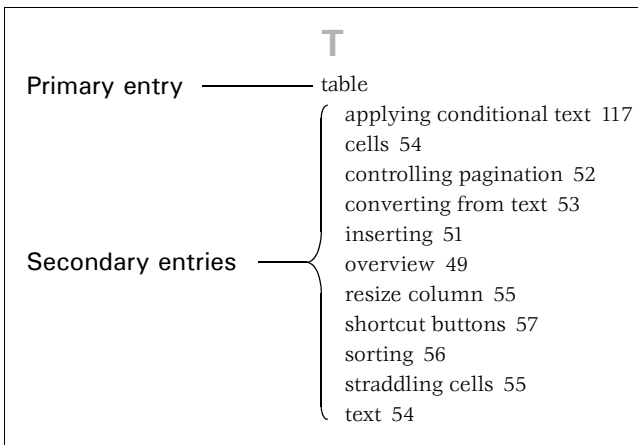 T
Primary entry table
applying conditional text 117
cells 54
controlling pagination 52
converting from text 53
inserting 51
Secondary entries overview 49
resize column 55
shortcut buttons 57
sorting 56
straddling cells 55
text 54